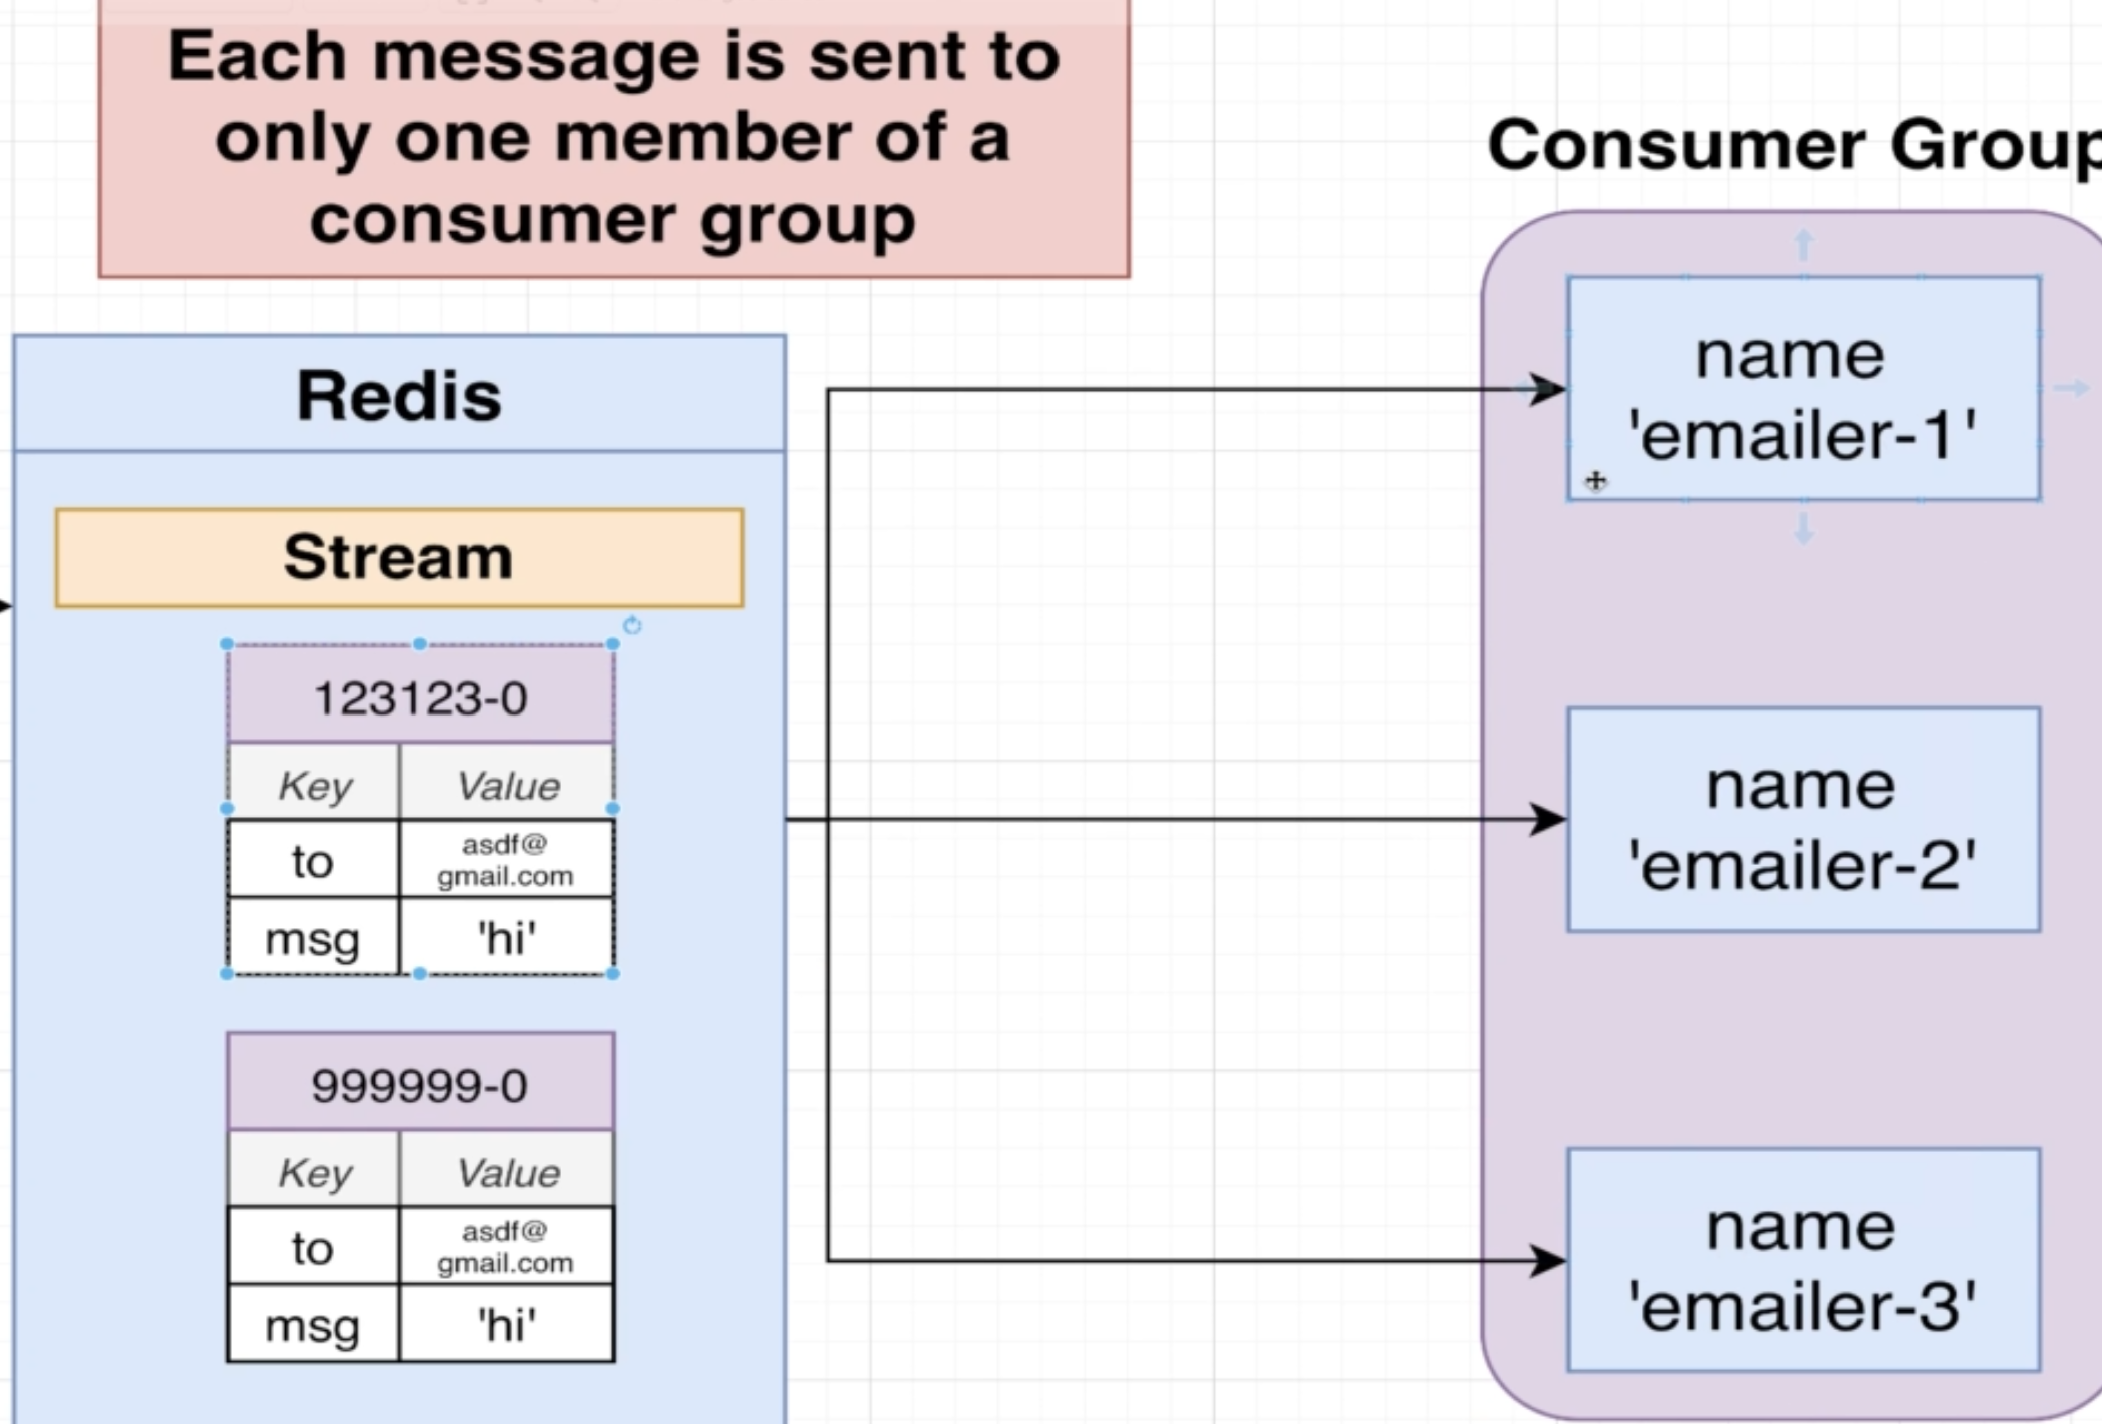 Each message is sent to
only one member of a
consumer group
Consumer Group
Redis
Stream
123123-0
Key Value
to asdf@
gmail.com
msg 'hi'
999999-0
Key Value
to asdf@
gmail.com
msg 'hi'
name
'emailer-1'
name
'emailer-2'
name
'emailer-3'